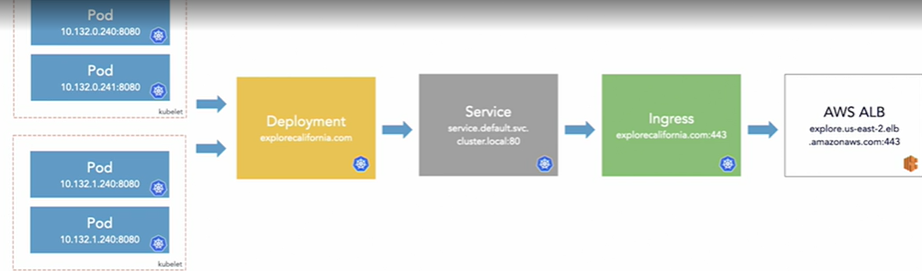 Pod
10.132.0.240:8080
Pod
10.132.0.241:8080
kubelet
Pod
10.132.1.240:8080
Pod
10.132.1.240:8080
kubelet
Deployment
explorecalifornia.com
Service
service.default.svc.
cluster.local:80
Ingress
explorecalifornia.com:443
AWS ALB
explore.us-east-2.elb
.amazonaws.com:443